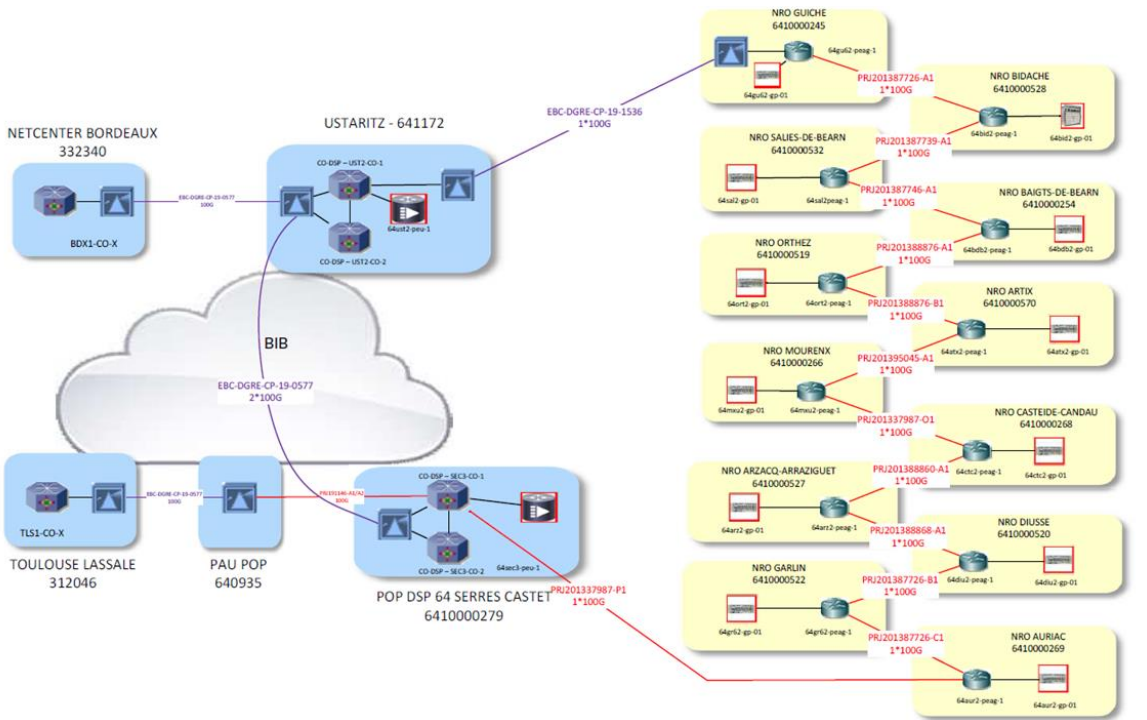 NETCENTER BORDEAUX
332340
BDX1-CO-X
EBC-DGRE-CP-19-0577
100G
USTARITZ - 641172
CO-DSP – UST2-CO-1
64ust2-peu-1
CO-DSP – UST2-CO-2
EBC-DGRE-CP-19-1536
1*100G
BIB
EBC-DGRE-CP-19-0577
2*100G
TLS1-CO-X
TOULOUSE LASSALE
312046
EBC-DGRE-CP-19-0577
100G
PAU POP
640935
100G
CO-DSP – SEC3-CO-1
CO-DSP – SEC3-CO-2
64sec3-peu-1
POP DSP 64 SERRES CASTET
6410000279
PRJ201337987-P1
1*100G
NRO GUICHE
6410000245
64gu62-peag-1
64gu62-gp-01
PRJ201387726-A1
1*100G
NRO BIDACHE
6410000528
64bid2-peag-1
64bid2-gp-01
PRJ201387739-A1
1*100G
NRO SALIES-DE-BEARN
6410000532
64sal2-gp-01
64sal2peag-1
PRJ201387746-A1
1*100G
NRO BAIGTS-DE-BEARN
6410000254
64bdb2-peag-1
64bdb2-gp-01
PRJ201388876-A1
1*100G
NRO ORTHEZ
6410000519
64ort2-gp-01
64ort2-peag-1
PRJ201388876-B1
1*100G
NRO ARTIX
6410000570
64atx2-peag-1
64atx2-gp-01
PRJ201395045-A1
1*100G
NRO MOURENX
6410000266
64mxu2-gp-01
64mxu2-peag-1
PRJ201337987-O1
1*100G
NRO CASTEIDE-CANDAU
6410000268
64ctc2-peag-1
64ctc2-gp-01
PRJ201388860-A1
1*100G
NRO ARZACQ-ARRAZIGUET
6410000527
64arz2-gp-01
64arz2-peag-1
PRJ201388868-A1
1*100G
NRO DIUSSE
6410000520
64diu2-peag-1
64diu2-gp-01
PRJ201387726-B1
1*100G
NRO GARLIN
6410000522
64gr62-gp-01
64gr62-peag-1
PRJ201387726-C1
1*100G
NRO AURIAC
6410000269
64aur2-peag-1
64aur2-gp-01